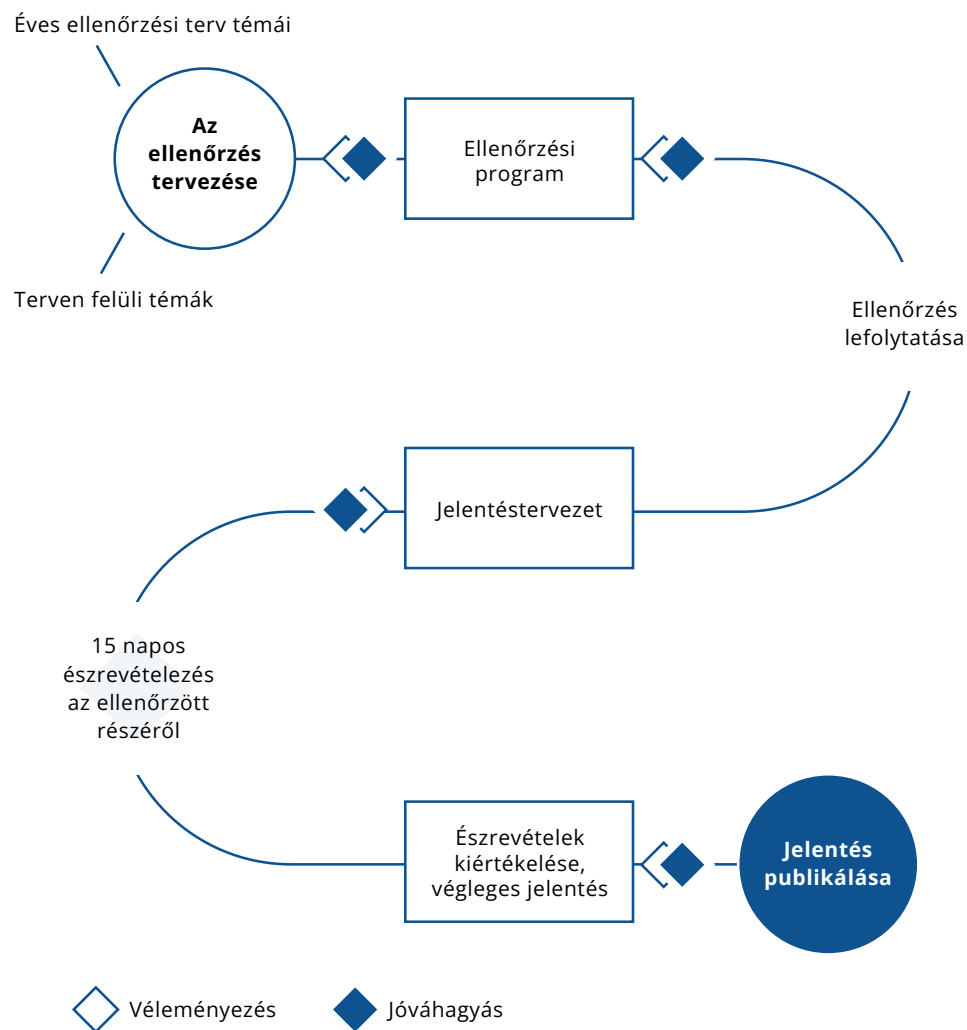 Éves ellenőrzési terv témái
Az
ellenőrzés
tervezése
Ellenőrzési
program
Terven felüli témák
Ellenőrzés
lefolytatása
Jelentéstervezet
15 napos
észrevételezés
az ellenőrzött
részéről
Észrevételek
kiértékelése,
végleges jelentés
Jelentés
publikálása
Véleményezés
Jóváhagyás